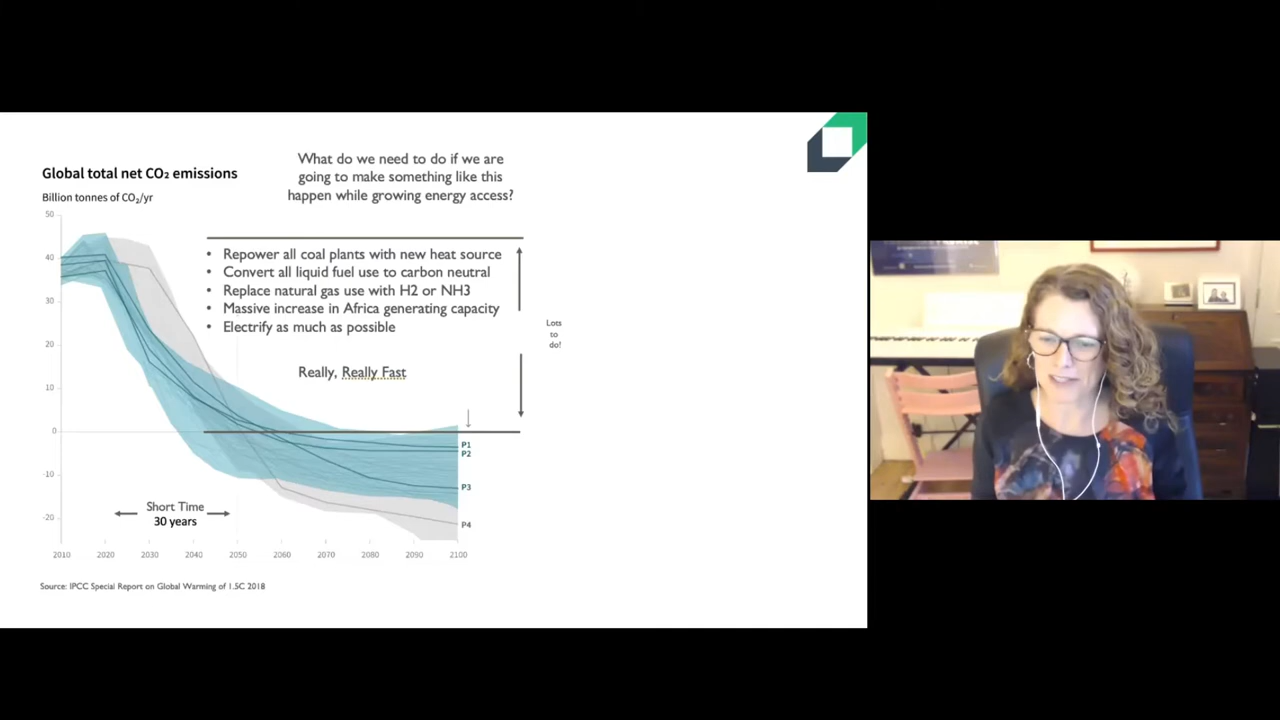 What do we need to do if we are
going to make something like this
happen while growing energy access?
Global total net CO₂ emissions
Billion tonnes of CO₂/yr
50
40
30
20
10
0
-10
-20
• Repower all coal plants with new heat source
• Convert all liquid fuel use to carbon neutral
• Replace natural gas use with H2 or NH3
• Massive increase in Africa generating capacity
• Electrify as much as possible
Really, Really Fast
Lots
to
do!
P1
P2
P3
P4
Short Time
30 years
2010 2020 2030 2040 2050 2060 2070 2080 2090 2100
Source: IPCC Special Report on Global Warming of 1.5C 2018